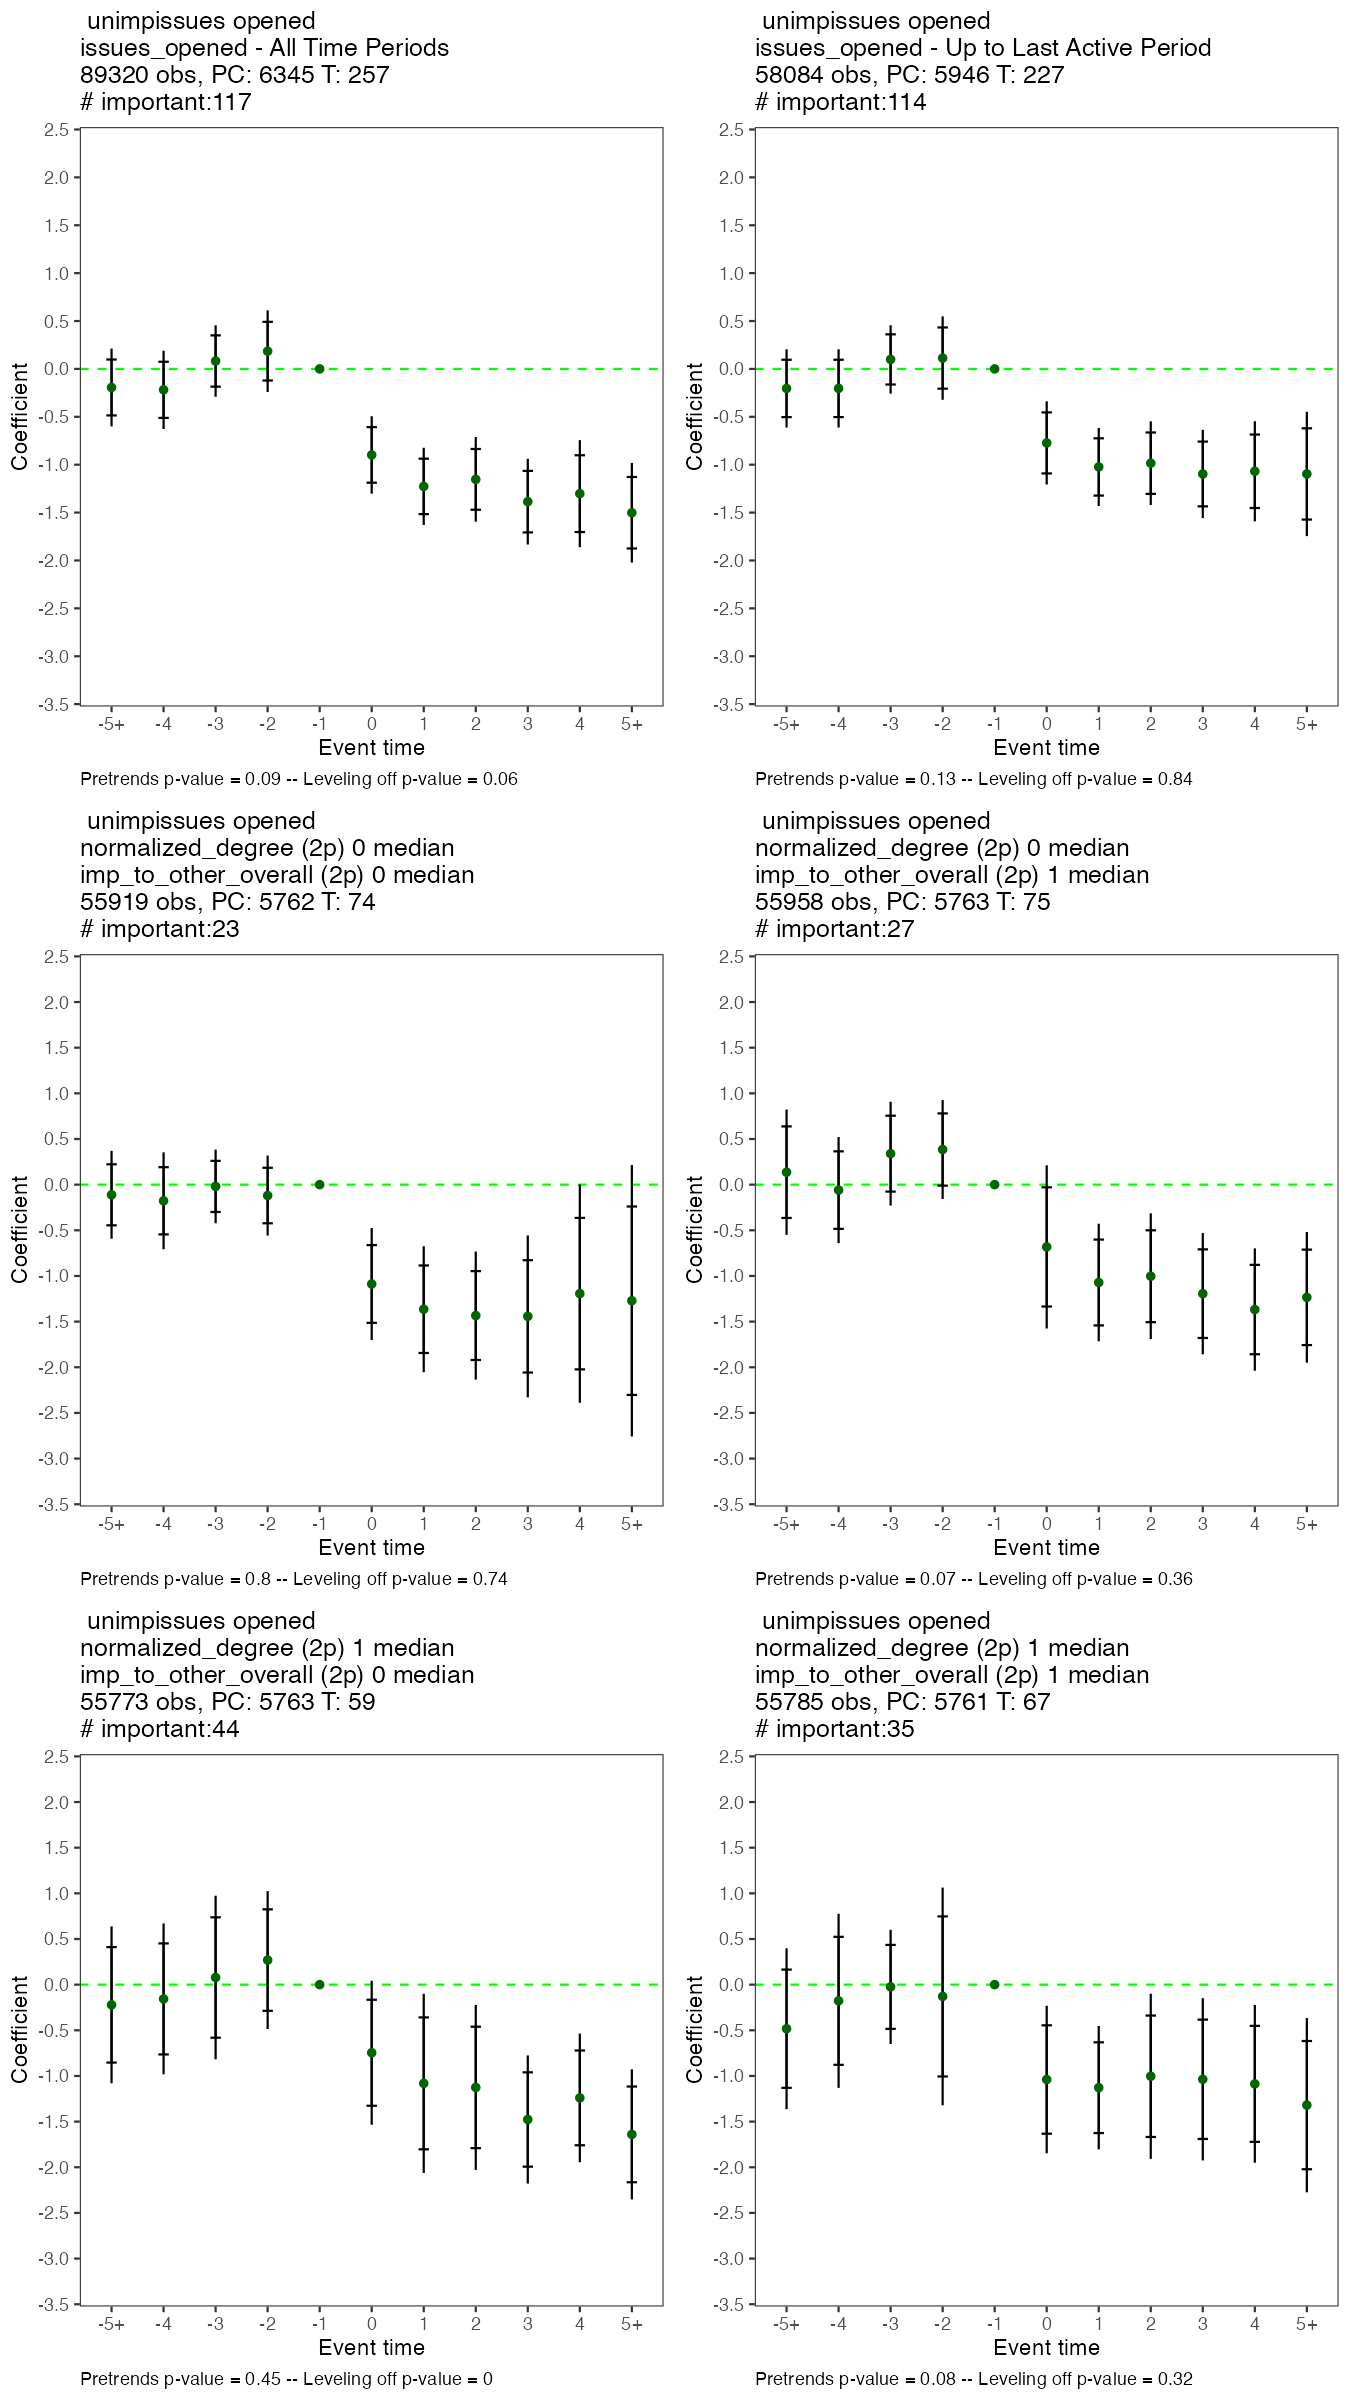 unimpissues opened
issues_opened - All Time Periods
89320 obs, PC: 6345 T: 257
# important:117
2.5
2.0
1.5
1.0
0.5
0.0
-0.5
-1.0
-1.5
-2.0
-2.5
-3.0
-3.5
Coefficient
-5+ -4 -3 -2 -1 0 1 2 3 4 5+
Event time
Pretrends p-value = 0.09 -- Leveling off p-value = 0.06
unimpissues opened
issues_opened - Up to Last Active Period
58084 obs, PC: 5946 T: 227
# important:114
2.5
2.0
1.5
1.0
0.5
0.0
-0.5
-1.0
-1.5
-2.0
-2.5
-3.0
-3.5
Coefficient
-5+ -4 -3 -2 -1 0 1 2 3 4 5+
Event time
Pretrends p-value = 0.13 -- Leveling off p-value = 0.84
unimpissues opened
normalized_degree (2p) 0 median
imp_to_other_overall (2p) 0 median
55919 obs, PC: 5762 T: 74
# important:23
2.5
2.0
1.5
1.0
0.5
0.0
-0.5
-1.0
-1.5
-2.0
-2.5
-3.0
-3.5
Coefficient
-5+ -4 -3 -2 -1 0 1 2 3 4 5+
Event time
Pretrends p-value = 0.8 -- Leveling off p-value = 0.74
unimpissues opened
normalized_degree (2p) 0 median
imp_to_other_overall (2p) 1 median
55958 obs, PC: 5763 T: 75
# important:27
2.5
2.0
1.5
1.0
0.5
0.0
-0.5
-1.0
-1.5
-2.0
-2.5
-3.0
-3.5
Coefficient
-5+ -4 -3 -2 -1 0 1 2 3 4 5+
Event time
Pretrends p-value = 0.07 -- Leveling off p-value = 0.36
unimpissues opened
normalized_degree (2p) 1 median
imp_to_other_overall (2p) 0 median
55773 obs, PC: 5763 T: 59
# important:44
2.5
2.0
1.5
1.0
0.5
0.0
-0.5
-1.0
-1.5
-2.0
-2.5
-3.0
-3.5
Coefficient
-5+ -4 -3 -2 -1 0 1 2 3 4 5+
Event time
Pretrends p-value = 0.45 -- Leveling off p-value = 0
unimpissues opened
normalized_degree (2p) 1 median
imp_to_other_overall (2p) 1 median
55785 obs, PC: 5761 T: 67
# important:35
2.5
2.0
1.5
1.0
0.5
0.0
-0.5
-1.0
-1.5
-2.0
-2.5
-3.0
-3.5
Coefficient
-5+ -4 -3 -2 -1 0 1 2 3 4 5+
Event time
Pretrends p-value = 0.08 -- Leveling off p-value = 0.32